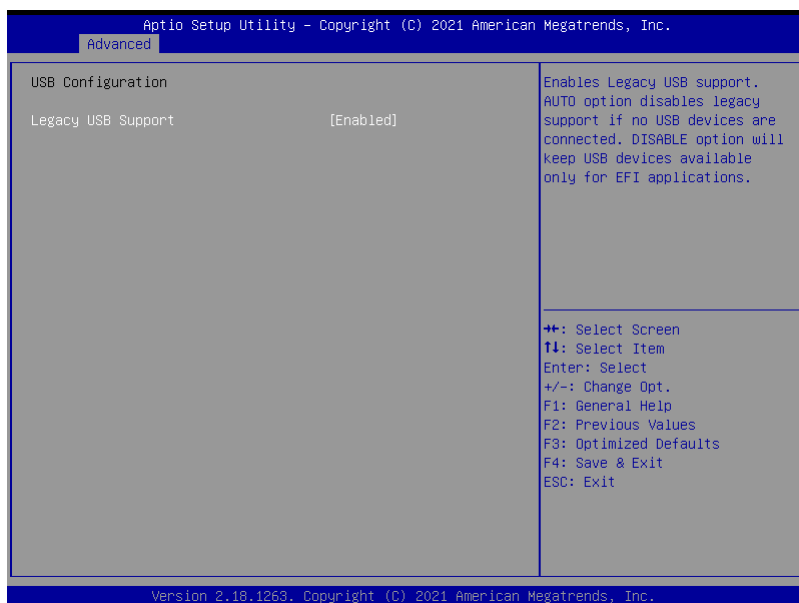 Aptio Setup Utility – Copyright (C) 2021 American Megatrends, Inc.
Advanced
USB Configuration
Legacy USB Support [Enabled]
Enables Legacy USB support.
AUTO option disables legacy
support if no USB devices are
connected. DISABLE option will
keep USB devices available
only for EFI applications.
→←: Select Screen
↑↓: Select Item
Enter: Select
+/-: Change Opt.
F1: General Help
F2: Previous Values
F3: Optimized Defaults
F4: Save & Exit
ESC: Exit
Version 2.18.1263. Copyright (C) 2021 American Megatrends, Inc.